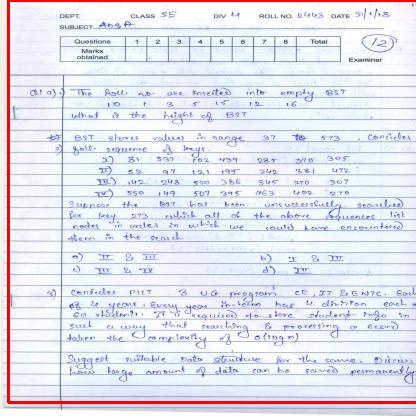 DEPT. CLASS SE DIV 4 ROLL NO. 2443 DATE 31/1/18
SUBJECT ADSA
Questions 1 2 3 4 5 6 7 8 Total
Marks obtained
12
Examiner
Q1 a) The Roll no. are inserted into empty BST
10 1 3 5 15 12 16
what is the height of BST
BST stores values in range 37 to 573. Consider
2) foll. sequence of keys.
I) 81 537 102 439 285 376 305
II) 52 97 121 195 242 381 472
III) 142 248 520 386 345 270 307
IV) 550 149 507 395 463 402 270
Suppose the BST has been unsuccessfully searched
for key 273 which all of the above sequences list
nodes in order in which we could have encountered
them in the search
a) II & III b) I & III
c) III & IV d) III
3) Consider PICT 3 UG program CE, IT & ENTC. Each
of 4 years. Every year in-term has 4 division each of
60 students. It is required to store student info in
such a way that searching & processing a record
taken the complexity of O(log n)
Suggest suitable Data structure for the same. Discuss
how large amount of data can be saved permanently